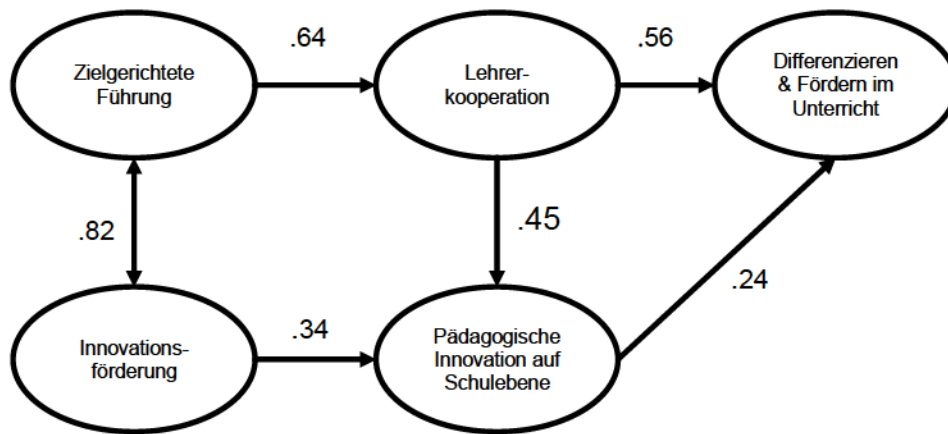 .64
.56
Zielgerichtete
Führung
Lehrer-
kooperation
Differenzieren
& Fördern im
Unterricht
.82
.45
.24
.34
Innovations-
förderung
Pädagogische
Innovation auf
Schulebene